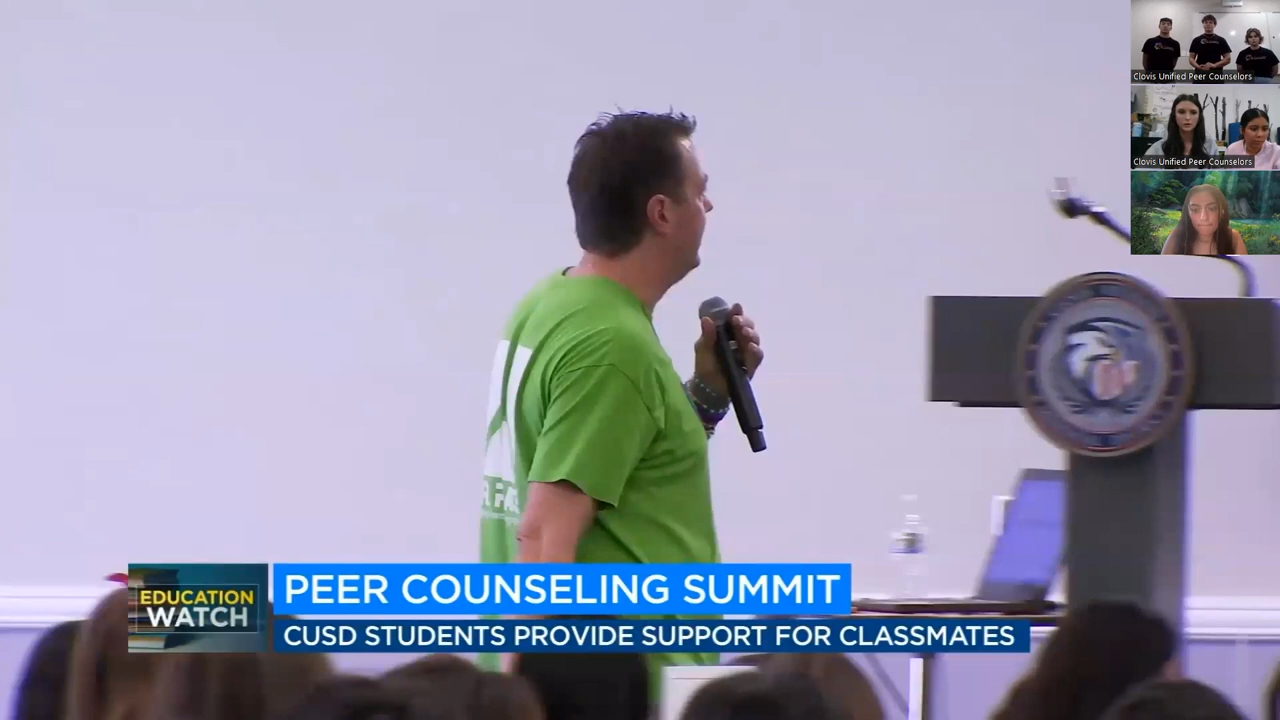 Clovis Unified Peer Counselors
Clovis Unified Peer Counselors
EDUCATION
WATCH
PEER COUNSELING SUMMIT
CUSD STUDENTS PROVIDE SUPPORT FOR CLASSMATES